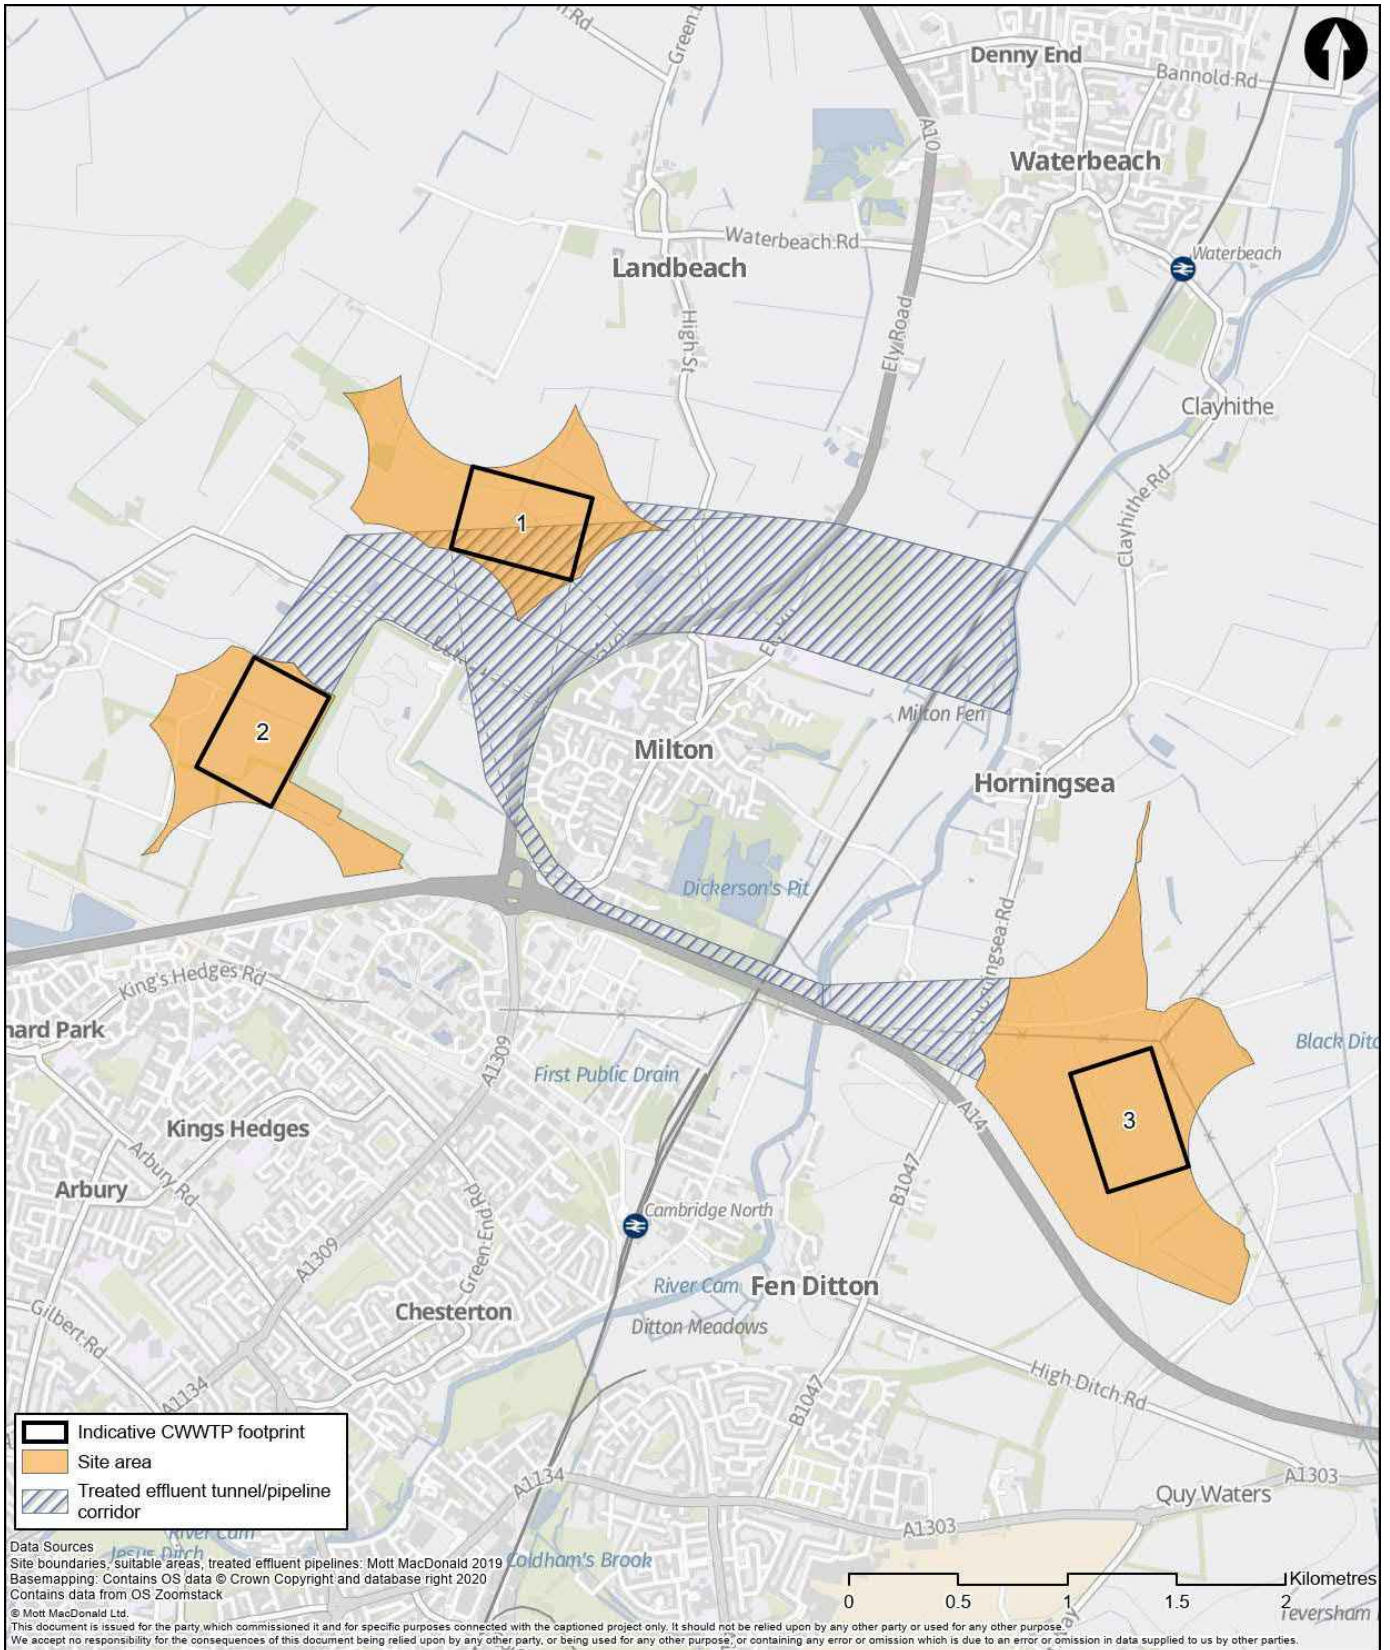 Denny End
Bannold Rd
A10
Waterbeach
Waterbeach Rd
Waterbeach
Landbeach
High St
Ely Road
Clayhithe
Clayhithe Rd
1
2
Milton Fen
Milton
Horningsea
Dickerson's Pit
King's Hedges Rd
A1309
First Public Drain
Black Ditc
Kings Hedges
A14
3
Arbury
Arbury Rd
B1047
Green End Rd
Cambridge North
A1309
River Cam
Fen Ditton
Chesterton
Ditton Meadows
Gilbert Rd
High Ditch Rd
A1134
B1047
Indicative CWWTP footprint
Site area
Treated effluent tunnel/pipeline
corridor
A1134
A1303
Quy Waters
A1303
River Cam
Jesus Ditch
Coldham's Brook
Data Sources
Site boundaries, suitable areas, treated effluent pipelines: Mott MacDonald 2019
Basemapping: Contains OS data © Crown Copyright and database right 2020
Contains data from OS Zoomstack
© Mott MacDonald Ltd.
This document is issued for the party which commissioned it and for specific purposes connected with the captioned project only. It should not be relied upon by any other party or used for any other purpose.
We accept no responsibility for the consequences of this document being relied upon by any other party, or being used for any other purpose, or containing any error or omission which is due to an error or omission in data supplied to us by other parties.
Kilometres
0 0.5 1 1.5 2
Teversham